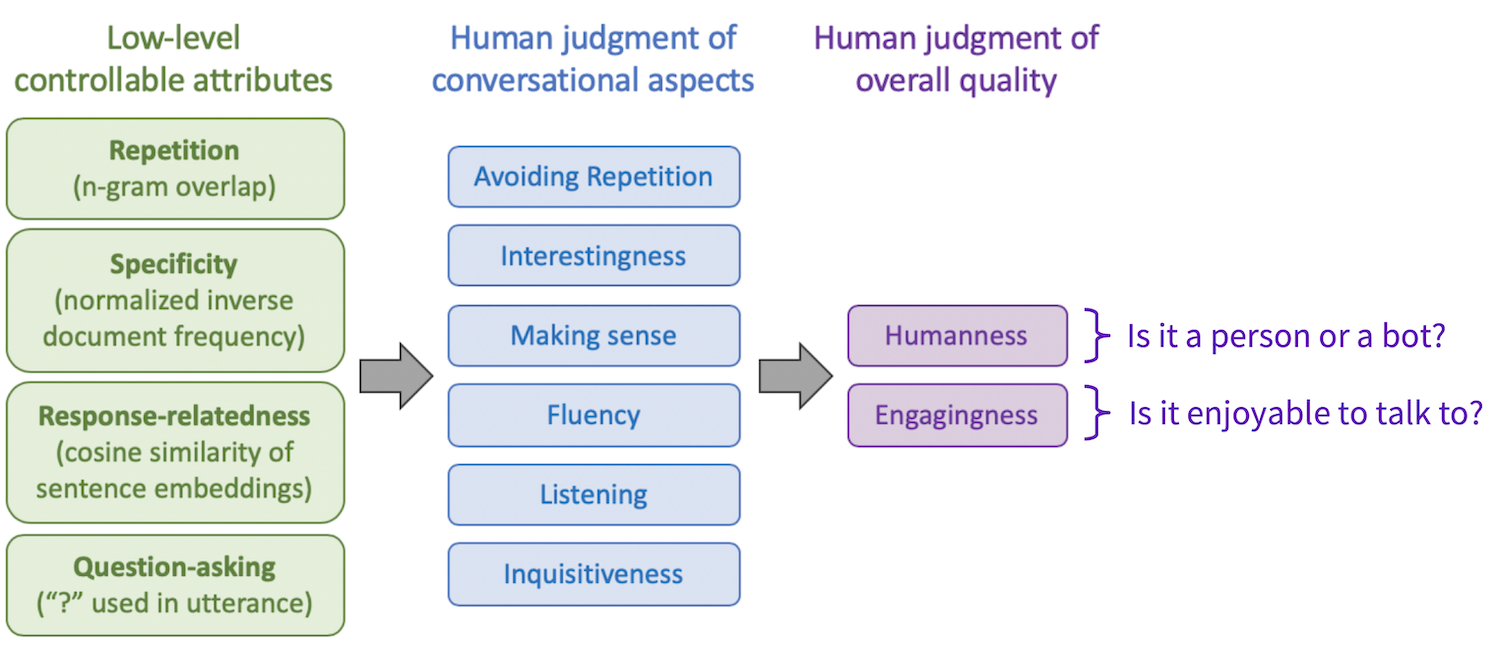 Low-level
controllable attributes
Repetition
(n-gram overlap)
Specificity
(normalized inverse
document frequency)
Response-relatedness
(cosine similarity of
sentence embeddings)
Question-asking
(“?” used in utterance)
Human judgment of
conversational aspects
Avoiding Repetition
Interestingness
Making sense
Fluency
Listening
Inquisitiveness
Human judgment of
overall quality
Humanness
Is it a person or a bot?
Engagingness
Is it enjoyable to talk to?